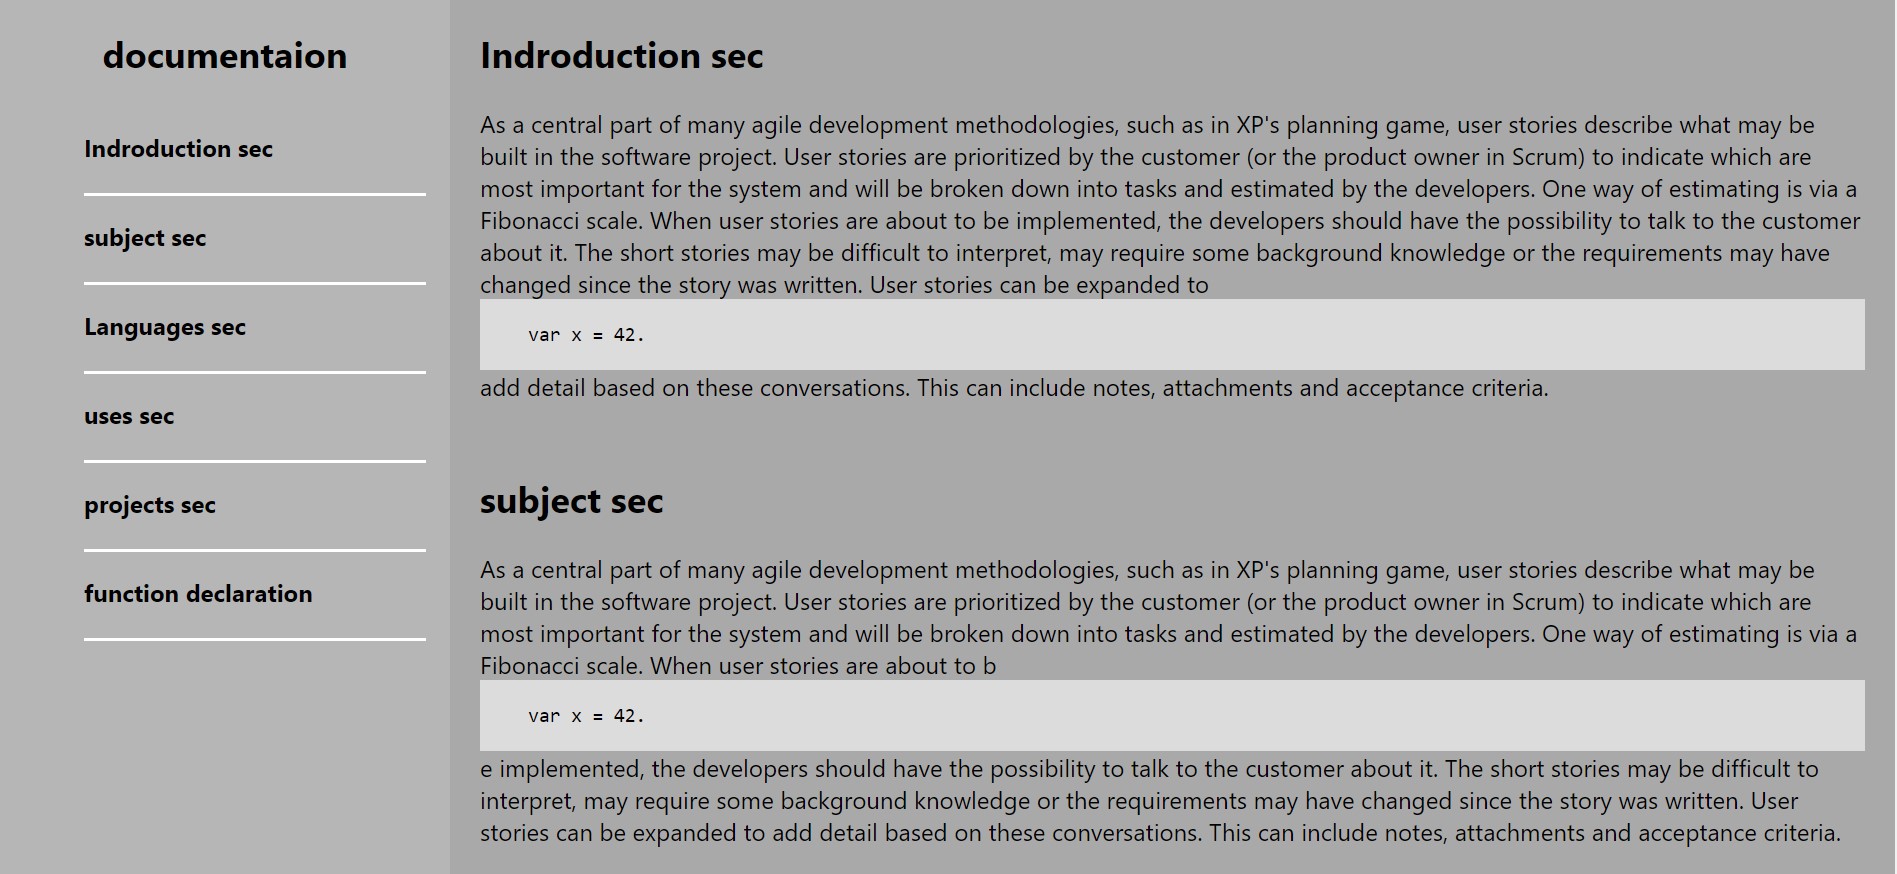 documentaion
Indroduction sec
subject sec
Languages sec
uses sec
projects sec
function declaration
Indroduction sec
As a central part of many agile development methodologies, such as in XP's planning game, user stories describe what may be
built in the software project. User stories are prioritized by the customer (or the product owner in Scrum) to indicate which are
most important for the system and will be broken down into tasks and estimated by the developers. One way of estimating is via a
Fibonacci scale. When user stories are about to be implemented, the developers should have the possibility to talk to the customer
about it. The short stories may be difficult to interpret, may require some background knowledge or the requirements may have
changed since the story was written. User stories can be expanded to
var x = 42.
add detail based on these conversations. This can include notes, attachments and acceptance criteria.
subject sec
As a central part of many agile development methodologies, such as in XP's planning game, user stories describe what may be
built in the software project. User stories are prioritized by the customer (or the product owner in Scrum) to indicate which are
most important for the system and will be broken down into tasks and estimated by the developers. One way of estimating is via a
Fibonacci scale. When user stories are about to b
var x = 42.
e implemented, the developers should have the possibility to talk to the customer about it. The short stories may be difficult to
interpret, may require some background knowledge or the requirements may have changed since the story was written. User
stories can be expanded to add detail based on these conversations. This can include notes, attachments and acceptance criteria.